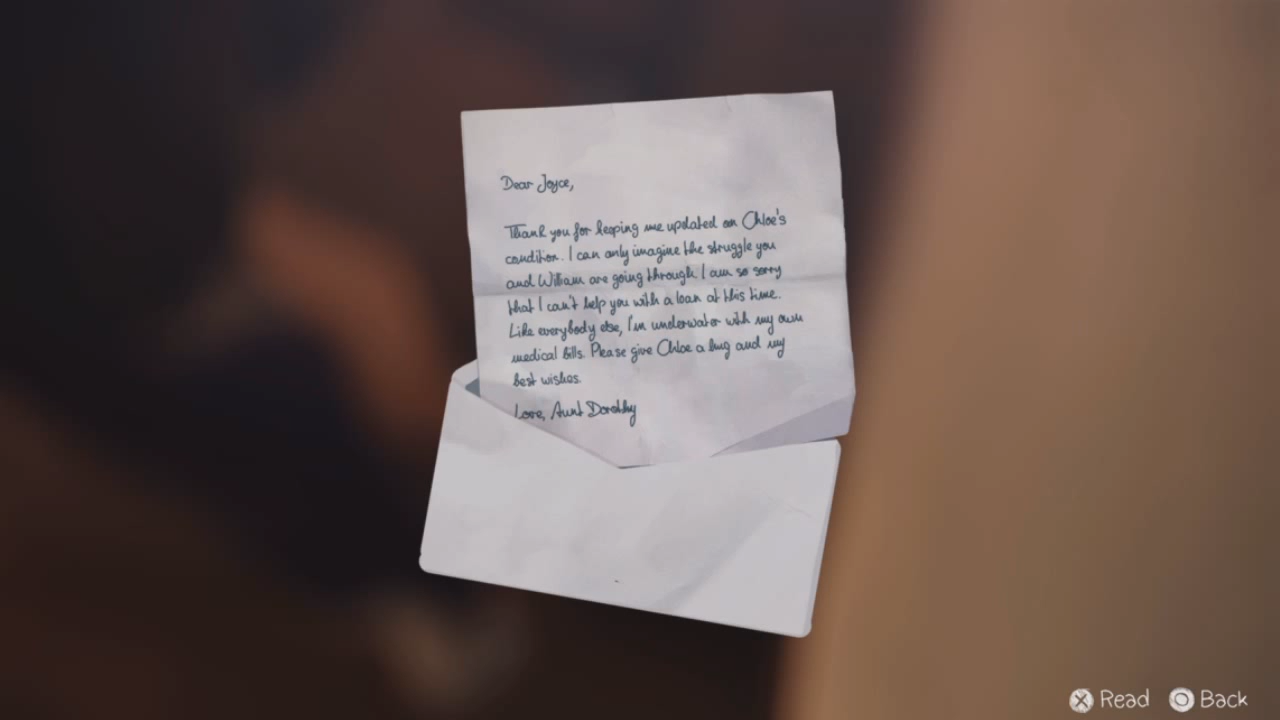 Dear Joyce,
Thank you for keeping me updated on Chloe's
condition. I can only imagine the struggle you
and William are going through. I am so sorry
that I can't help you with a loan at this time.
Like everybody else, I'm underwater with my own
medical bills. Please give Chloe a hug and my
best wishes.
Love, Aunt Dorothy
Read Back